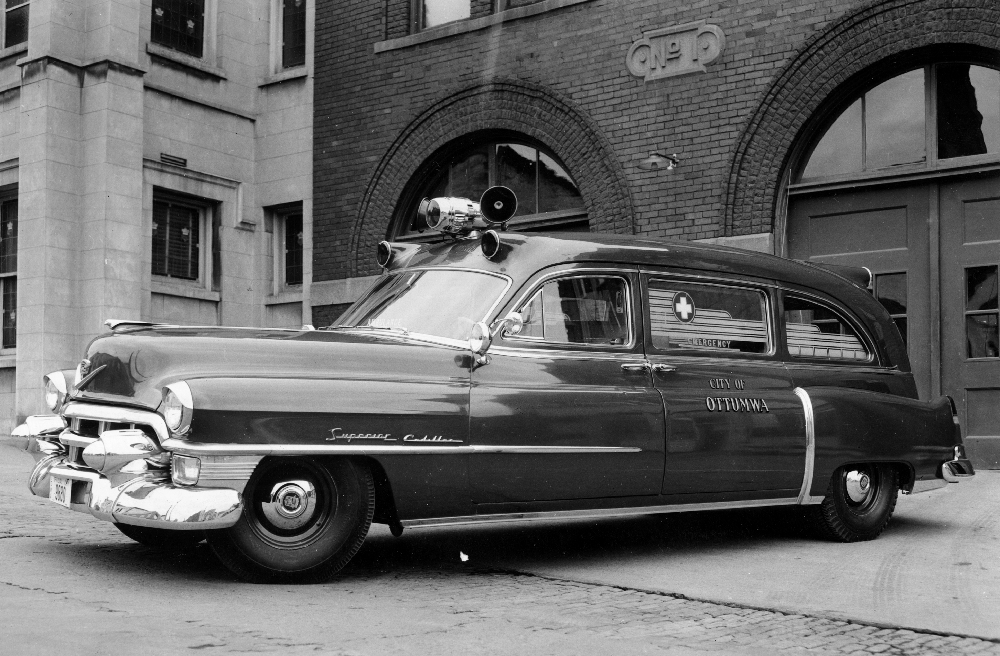 Nº 1
AMBULANCE
EMERGENCY
CITY OF
OTTUMWA
Superior Cadillac
9880